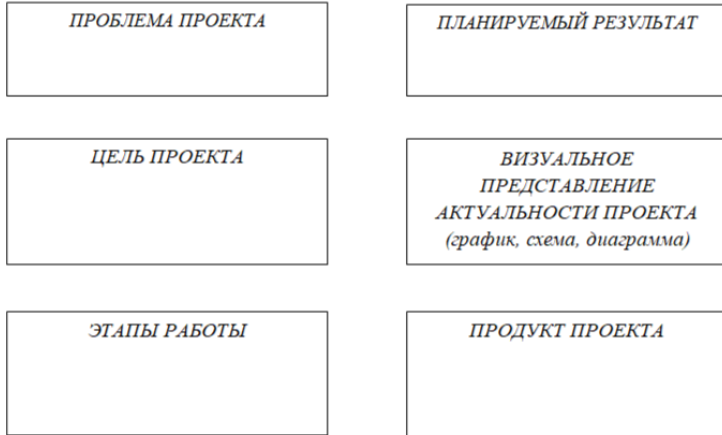 ПРОБЛЕМА ПРОЕКТА
ПЛАНИРУЕМЫЙ РЕЗУЛЬТАТ
ЦЕЛЬ ПРОЕКТА
ВИЗУАЛЬНОЕ
ПРЕДСТАВЛЕНИЕ
АКТУАЛЬНОСТИ ПРОЕКТА
(график, схема, диаграмма)
ЭТАПЫ РАБОТЫ
ПРОДУКТ ПРОЕКТА